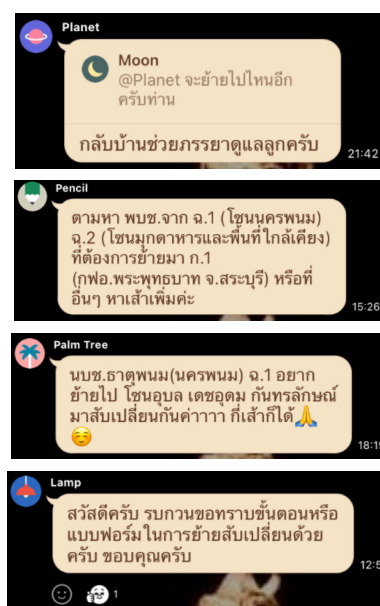 Planet
Moon
@Planet จะย้ายไปไหนอีก
ครับท่าน
กลับบ้านช่วยภรรยาดูแลลูกครับ
21:42
Pencil
ตามหา พบช.จาก ฉ.1 (โซนนครพนม)
ฉ.2 (โซนมุกดาหารและพื้นที่ใกล้เคียง)
ที่ต้องการย้ายมา ก.1
(กฟอ.พระพุทธบาท จ.สระบุรี) หรือที่
อื่นๆ หาเส้าเพิ่มค่ะ
15:26
Palm Tree
นบช.ธาตุพนม(นครพนม) ฉ.1 อยาก
ย้ายไป โซนอุบล เดชอุดม กันทรลักษณ์
มาสับเปลี่ยนกันค่าาาา กี่เส้าก็ได้🙏
☺️
18:19
Lamp
สวัสดีครับ รบกวนขอทราบขั้นตอนหรือ
แบบฟอร์มในการย้ายสับเปลี่ยนด้วย
ครับ ขอบคุณครับ
12:5
1